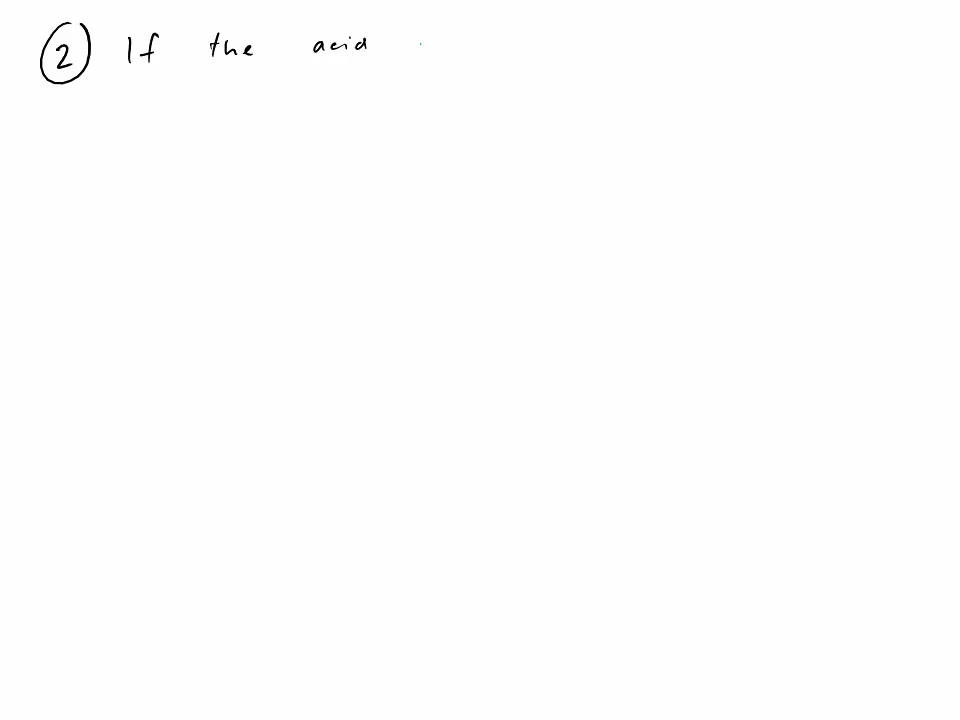 ② If the acid